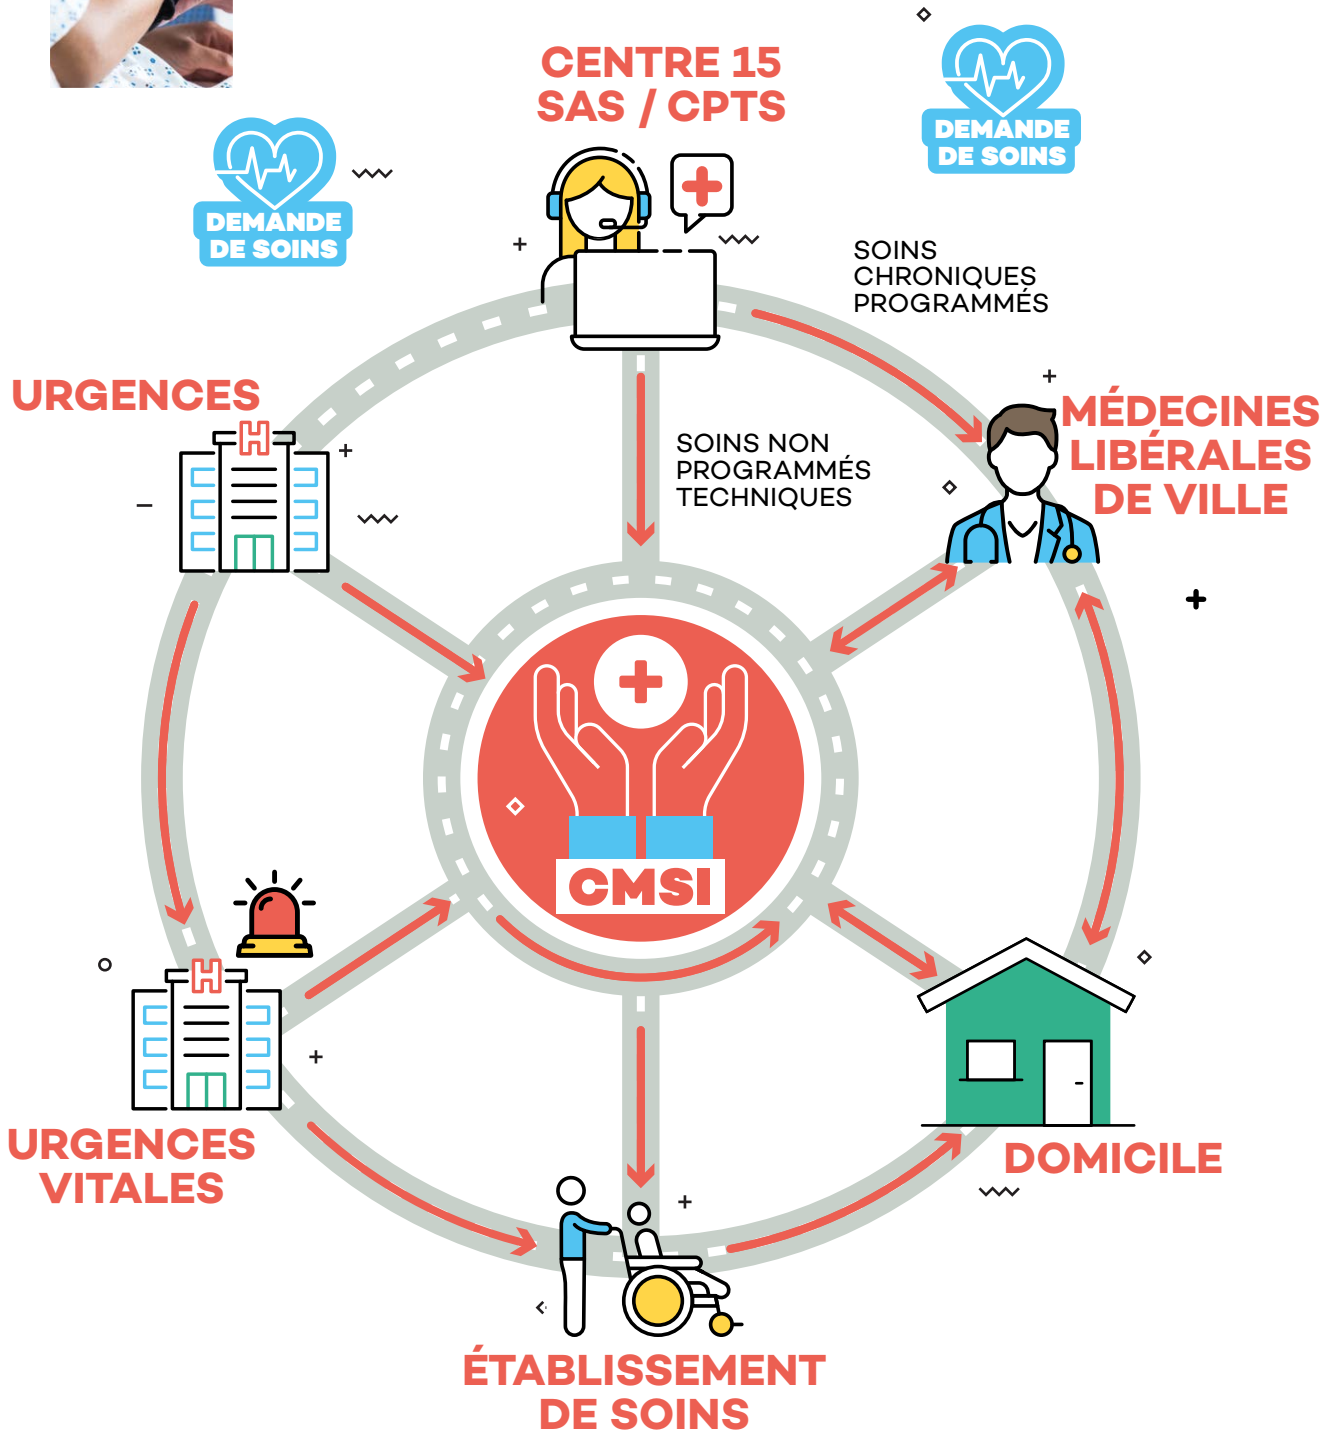 CENTRE 15
SAS / CPTS
DEMANDE
DE SOINS
DEMANDE
DE SOINS
SOINS
CHRONIQUES
PROGRAMMÉS
URGENCES
MÉDECINES
LIBÉRALES
DE VILLE
SOINS NON
PROGRAMMÉS
TECHNIQUES
CMSI
URGENCES
VITALES
DOMICILE
ÉTABLISSEMENT
DE SOINS